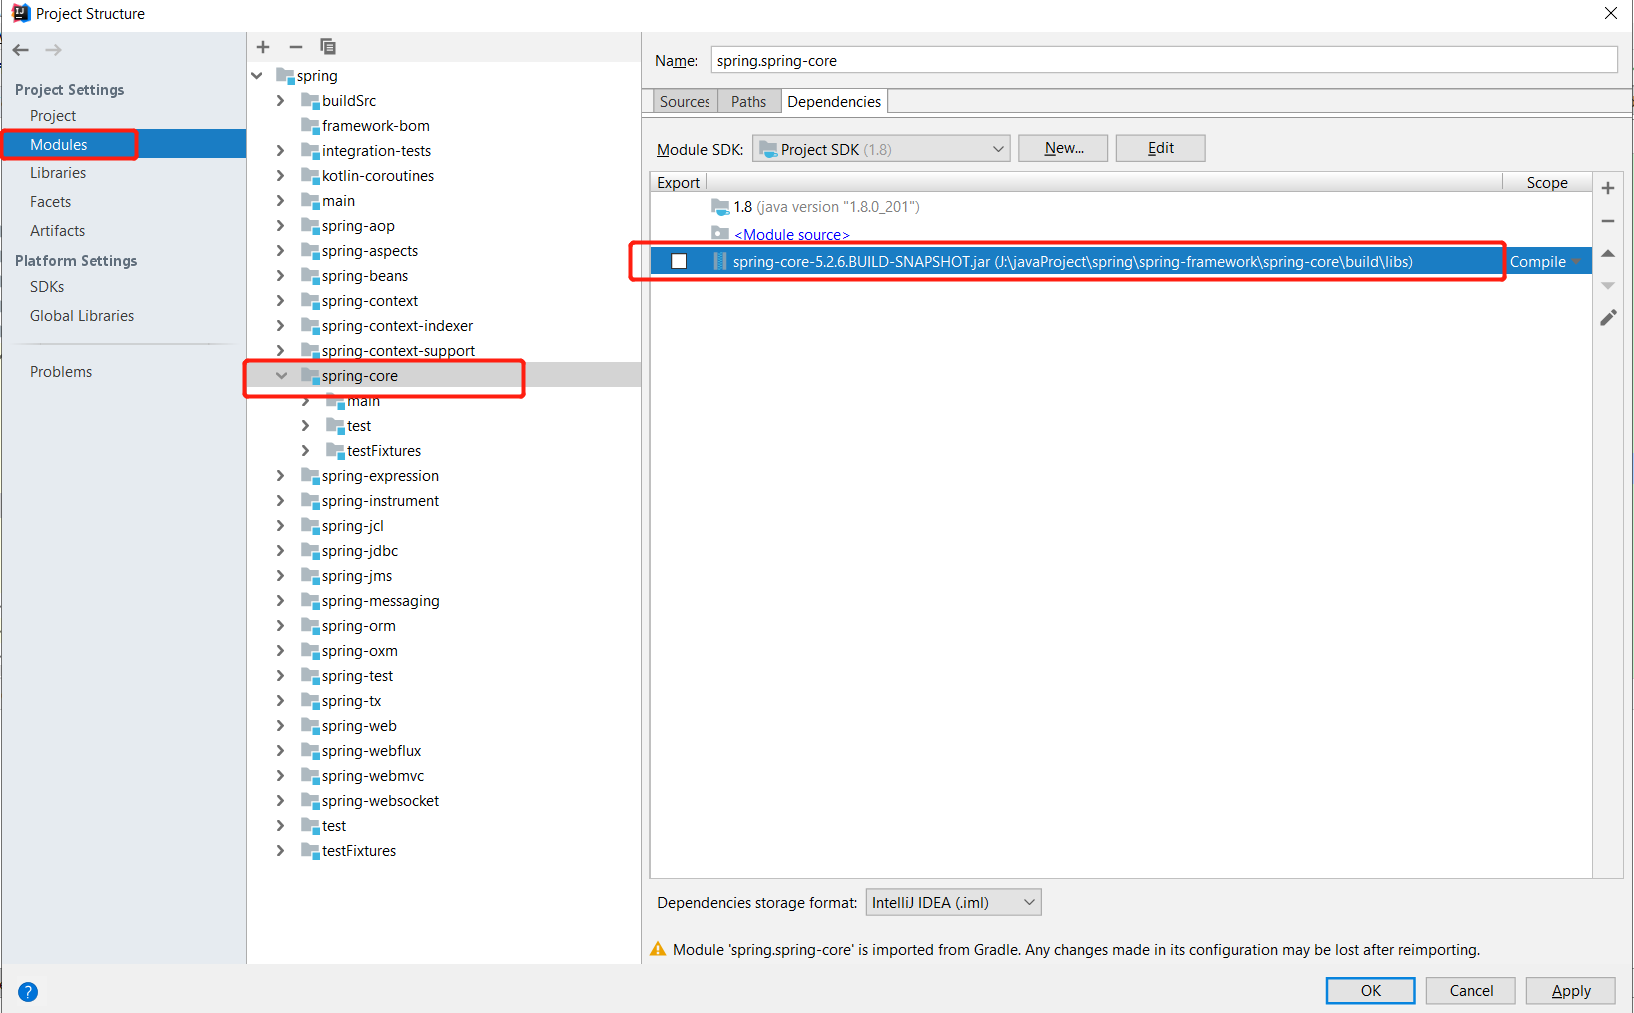 Project Structure
Project Settings
Project
Modules
Libraries
Facets
Artifacts
Platform Settings
SDKs
Global Libraries
Problems
spring
buildSrc
framework-bom
integration-tests
kotlin-coroutines
main
spring-aop
spring-aspects
spring-beans
spring-context
spring-context-indexer
spring-context-support
spring-core
main
test
testFixtures
spring-expression
spring-instrument
spring-jcl
spring-jdbc
spring-jms
spring-messaging
spring-orm
spring-oxm
spring-test
spring-tx
spring-web
spring-webflux
spring-webmvc
spring-websocket
test
testFixtures
Name: spring.spring-core
Sources Paths Dependencies
Module SDK: Project SDK (1.8) New... Edit
Export Scope
1.8 (java version "1.8.0_201")
<Module source>
spring-core-5.2.6.BUILD-SNAPSHOT.jar (J:\javaProject\spring\spring-framework\spring-core\build\libs) Compile
Dependencies storage format: IntelliJ IDEA (.iml)
Module 'spring.spring-core' is imported from Gradle. Any changes made in its configuration may be lost after reimporting.
? OK Cancel Apply